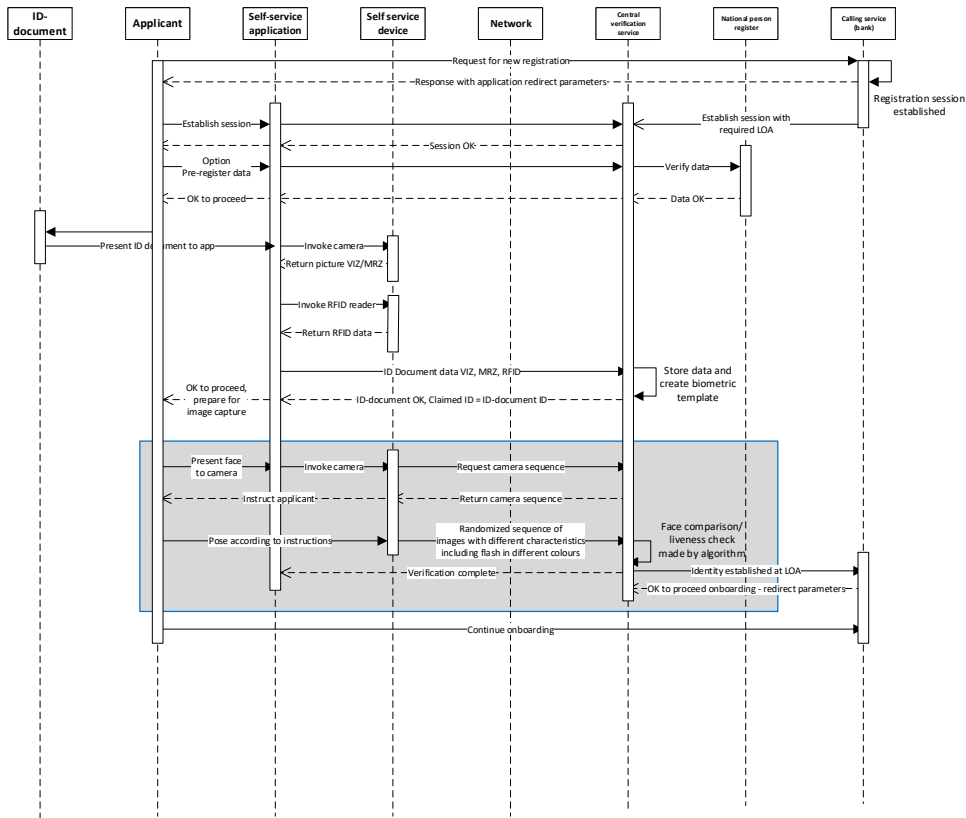 ID-
document
Applicant
Self-service
application
Self service
device
Network
Central
verification
service
National person
register
Calling service
(bank)
Request for new registration
Response with application redirect parameters
Registration session
established
Establish session
Establish session with
required LOA
Session OK
Option
Pre-register data
Verify data
OK to proceed
Data OK
Present ID document to app
Invoke camera
Return picture VIZ/MRZ
Invoke RFID reader
Return RFID data
ID Document data VIZ, MRZ, RFID
Store data and
create biometric
template
OK to proceed,
prepare for
image capture
ID-document OK, Claimed ID = ID-document ID
Present face
to camera
Invoke camera
Request camera sequence
Instruct applicant
Return camera sequence
Pose according to instructions
Randomized sequence of
images with different characteristics
including flash in different colours
Face comparison/
liveness check
made by algorithm
Verification complete
Identity established at LOA
OK to proceed onboarding - redirect parameters
Continue onboarding